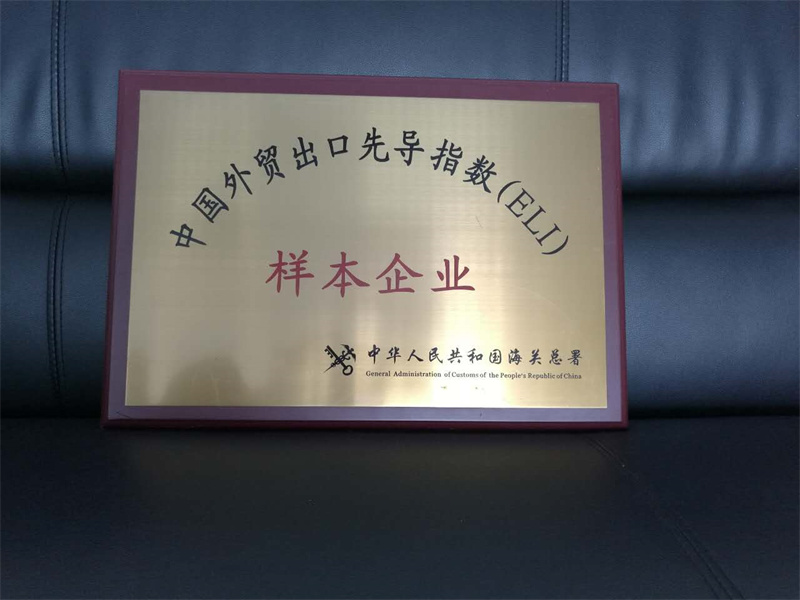 中国外贸出口先导指数(ELI)
样本企业
中华人民共和国海关总署
General Administration of Customs of the People's Republic of China